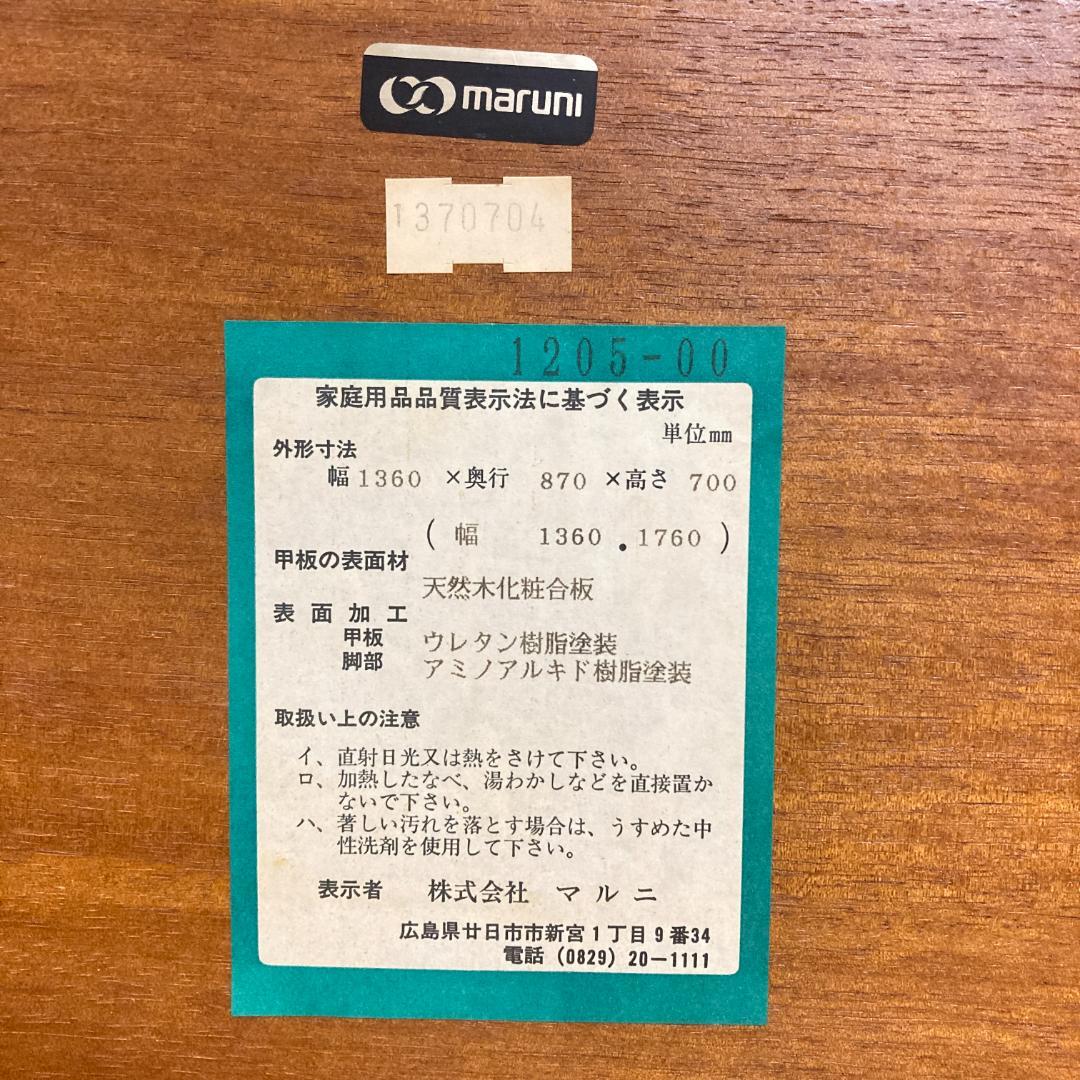 maruni
1370704
1205-00
家庭用品品質表示法に基づく表示
単位mm
外形寸法
幅1360 ×奥行 870 ×高さ 700
( 幅 1360 . 1760 )
甲板の表面材
天然木化粧合板
表面加工
甲板 ウレタン樹脂塗装
脚部 アミノアルキド樹脂塗装
取扱い上の注意
イ、直射日光又は熱をさけて下さい。
ロ、加熱したなべ、湯わかしなどを直接置か
ないで下さい。
ハ、著しい汚れを落とす場合は、うすめた中
性洗剤を使用して下さい。
表示者 株式会社 マルニ
広島県廿日市市新宮1丁目9番34
電話 (0829) 20-1111